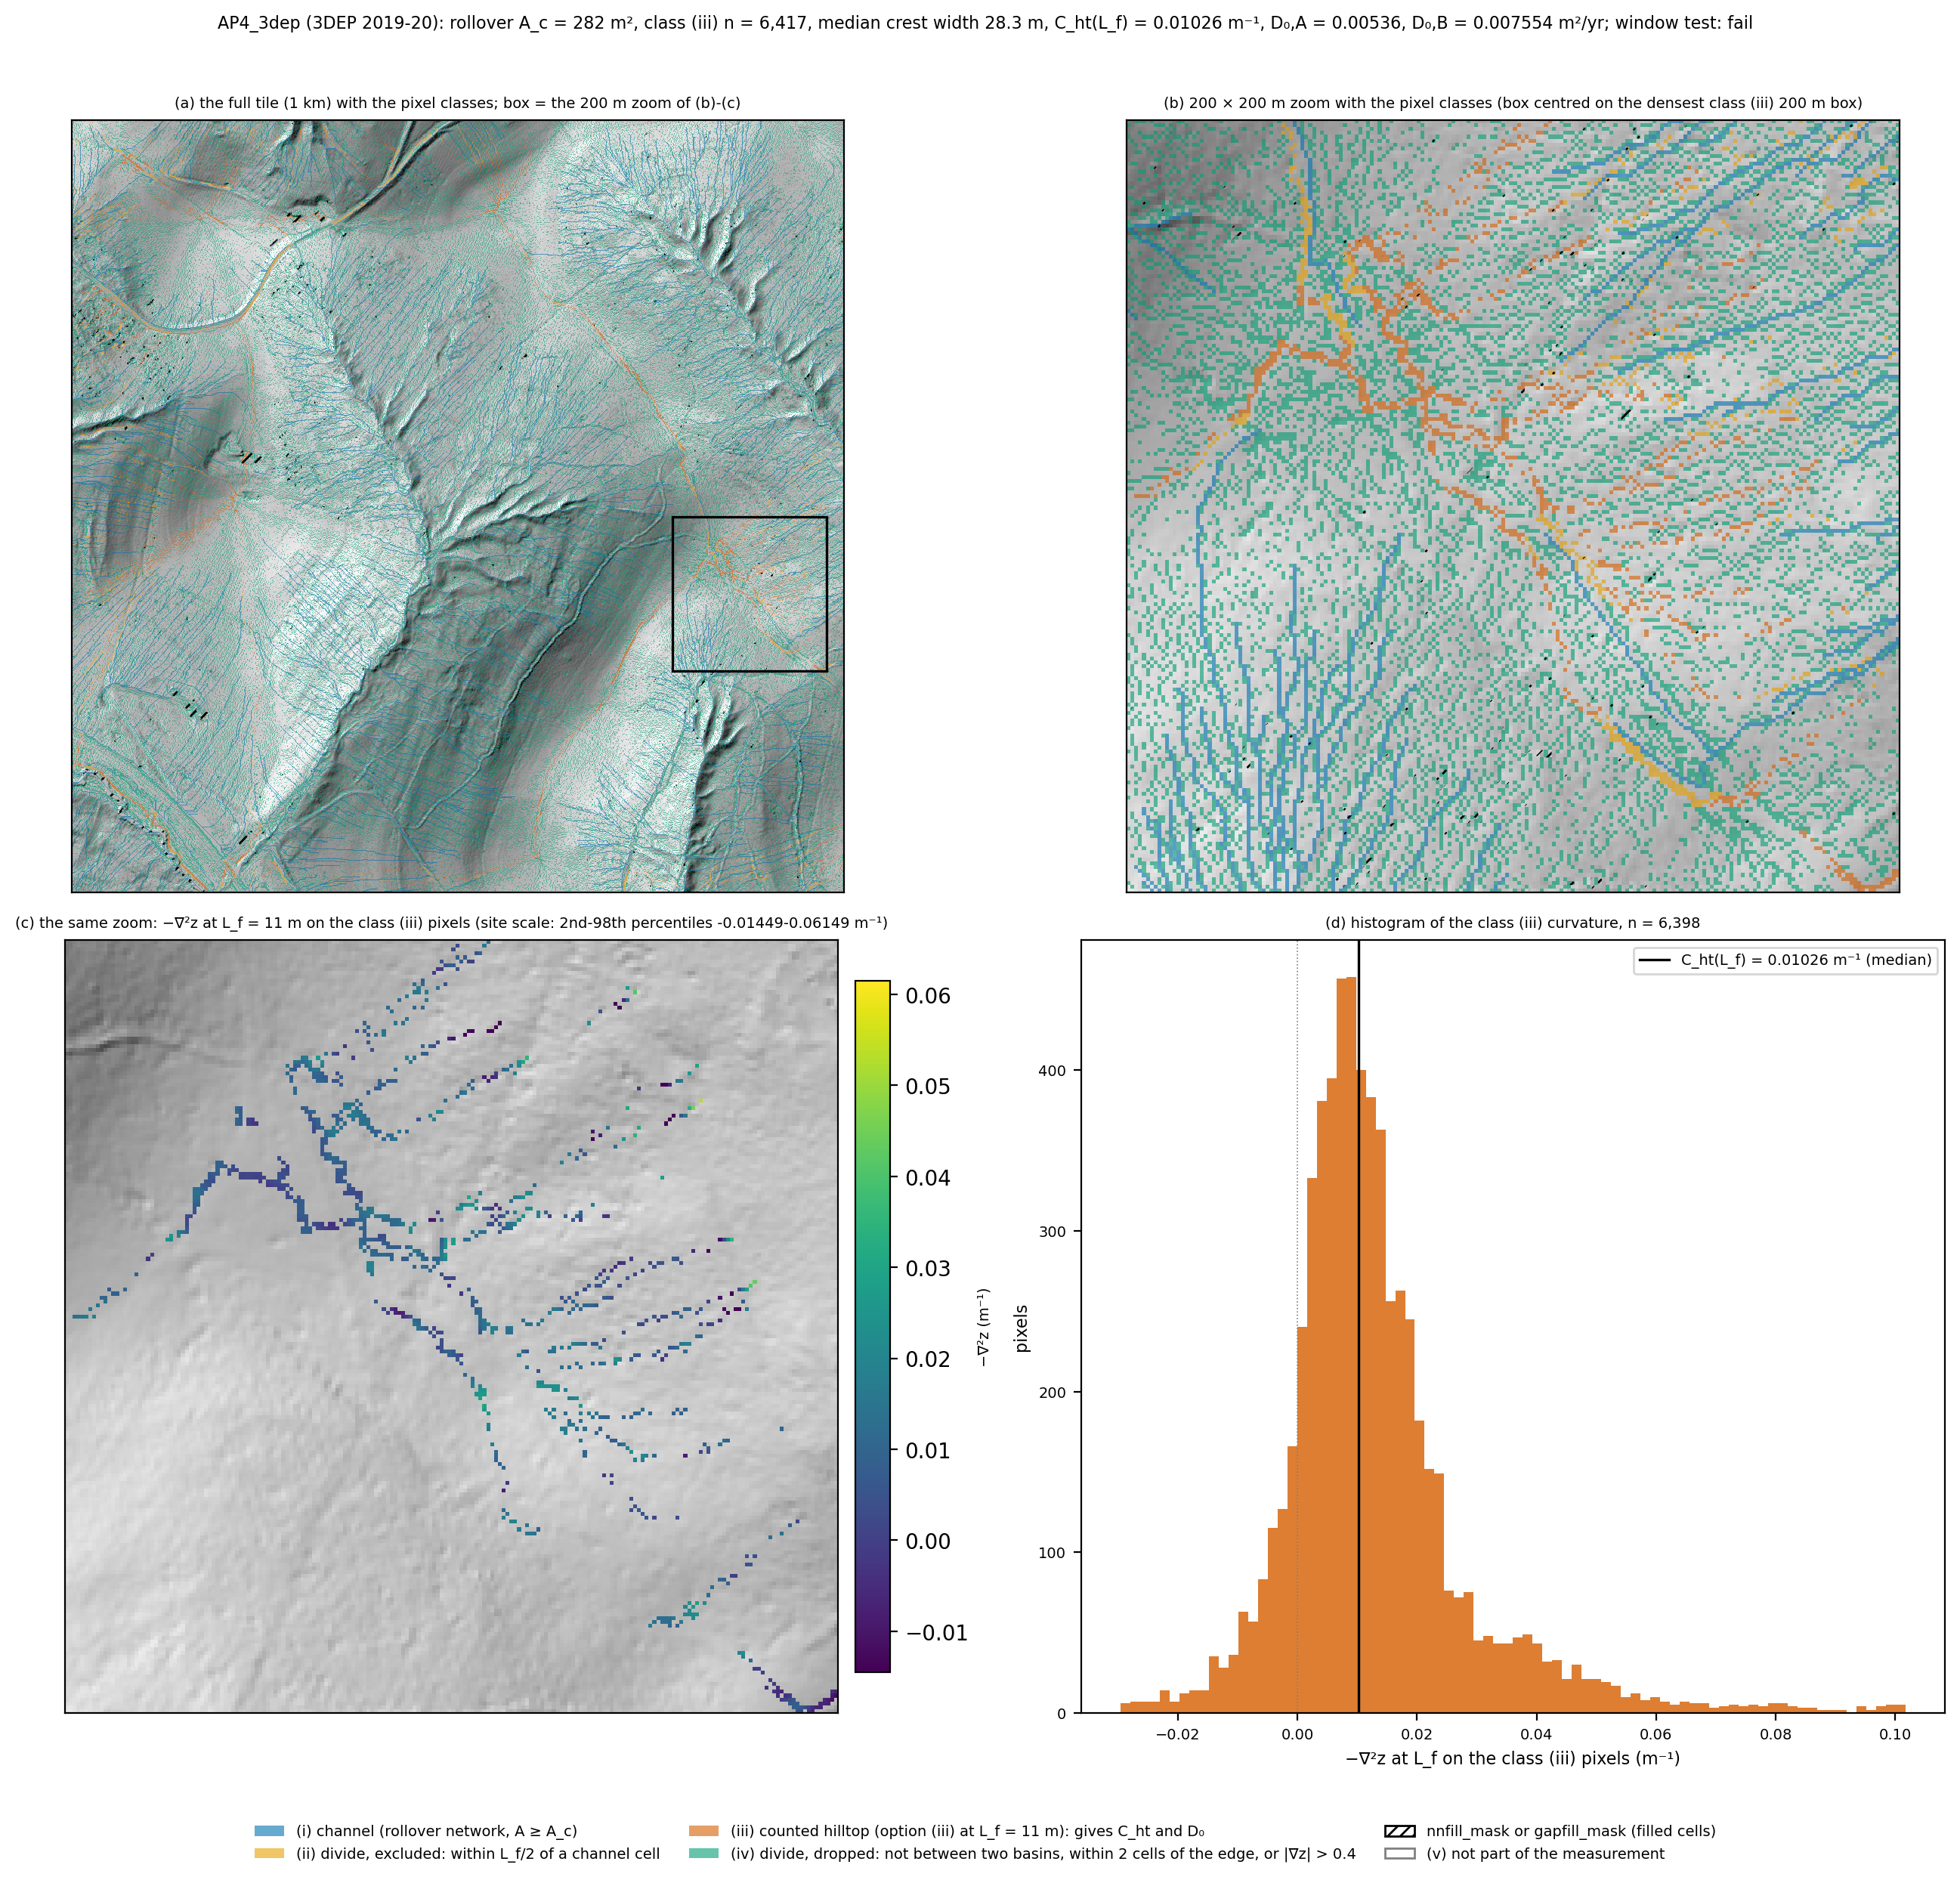 AP4_3dep (3DEP 2019-20): rollover A_c = 282 m², class (iii) n = 6,417, median crest width 28.3 m, C_ht(L_f) = 0.01026 m⁻¹, D₀,A = 0.00536, D₀,B = 0.007554 m²/yr; window test: fail
(a) the full tile (1 km) with the pixel classes; box = the 200 m zoom of (b)-(c)
(b) 200 × 200 m zoom with the pixel classes (box centred on the densest class (iii) 200 m box)
(c) the same zoom: −∇²z at L_f = 11 m on the class (iii) pixels (site scale: 2nd-98th percentiles -0.01449-0.06149 m⁻¹)
0.06
0.05
0.04
0.03
0.02
0.01
0.00
−0.01
−∇²z (m⁻¹)
(d) histogram of the class (iii) curvature, n = 6,398
C_ht(L_f) = 0.01026 m⁻¹ (median)
pixels
400
300
200
100
0
−0.02
0.00
0.02
0.04
0.06
0.08
0.10
−∇²z at L_f on the class (iii) pixels (m⁻¹)
(i) channel (rollover network, A ≥ A_c)
(ii) divide, excluded: within L_f/2 of a channel cell
(iii) counted hilltop (option (iii) at L_f = 11 m): gives C_ht and D₀
(iv) divide, dropped: not between two basins, within 2 cells of the edge, or |∇z| > 0.4
nnfill_mask or gapfill_mask (filled cells)
(v) not part of the measurement